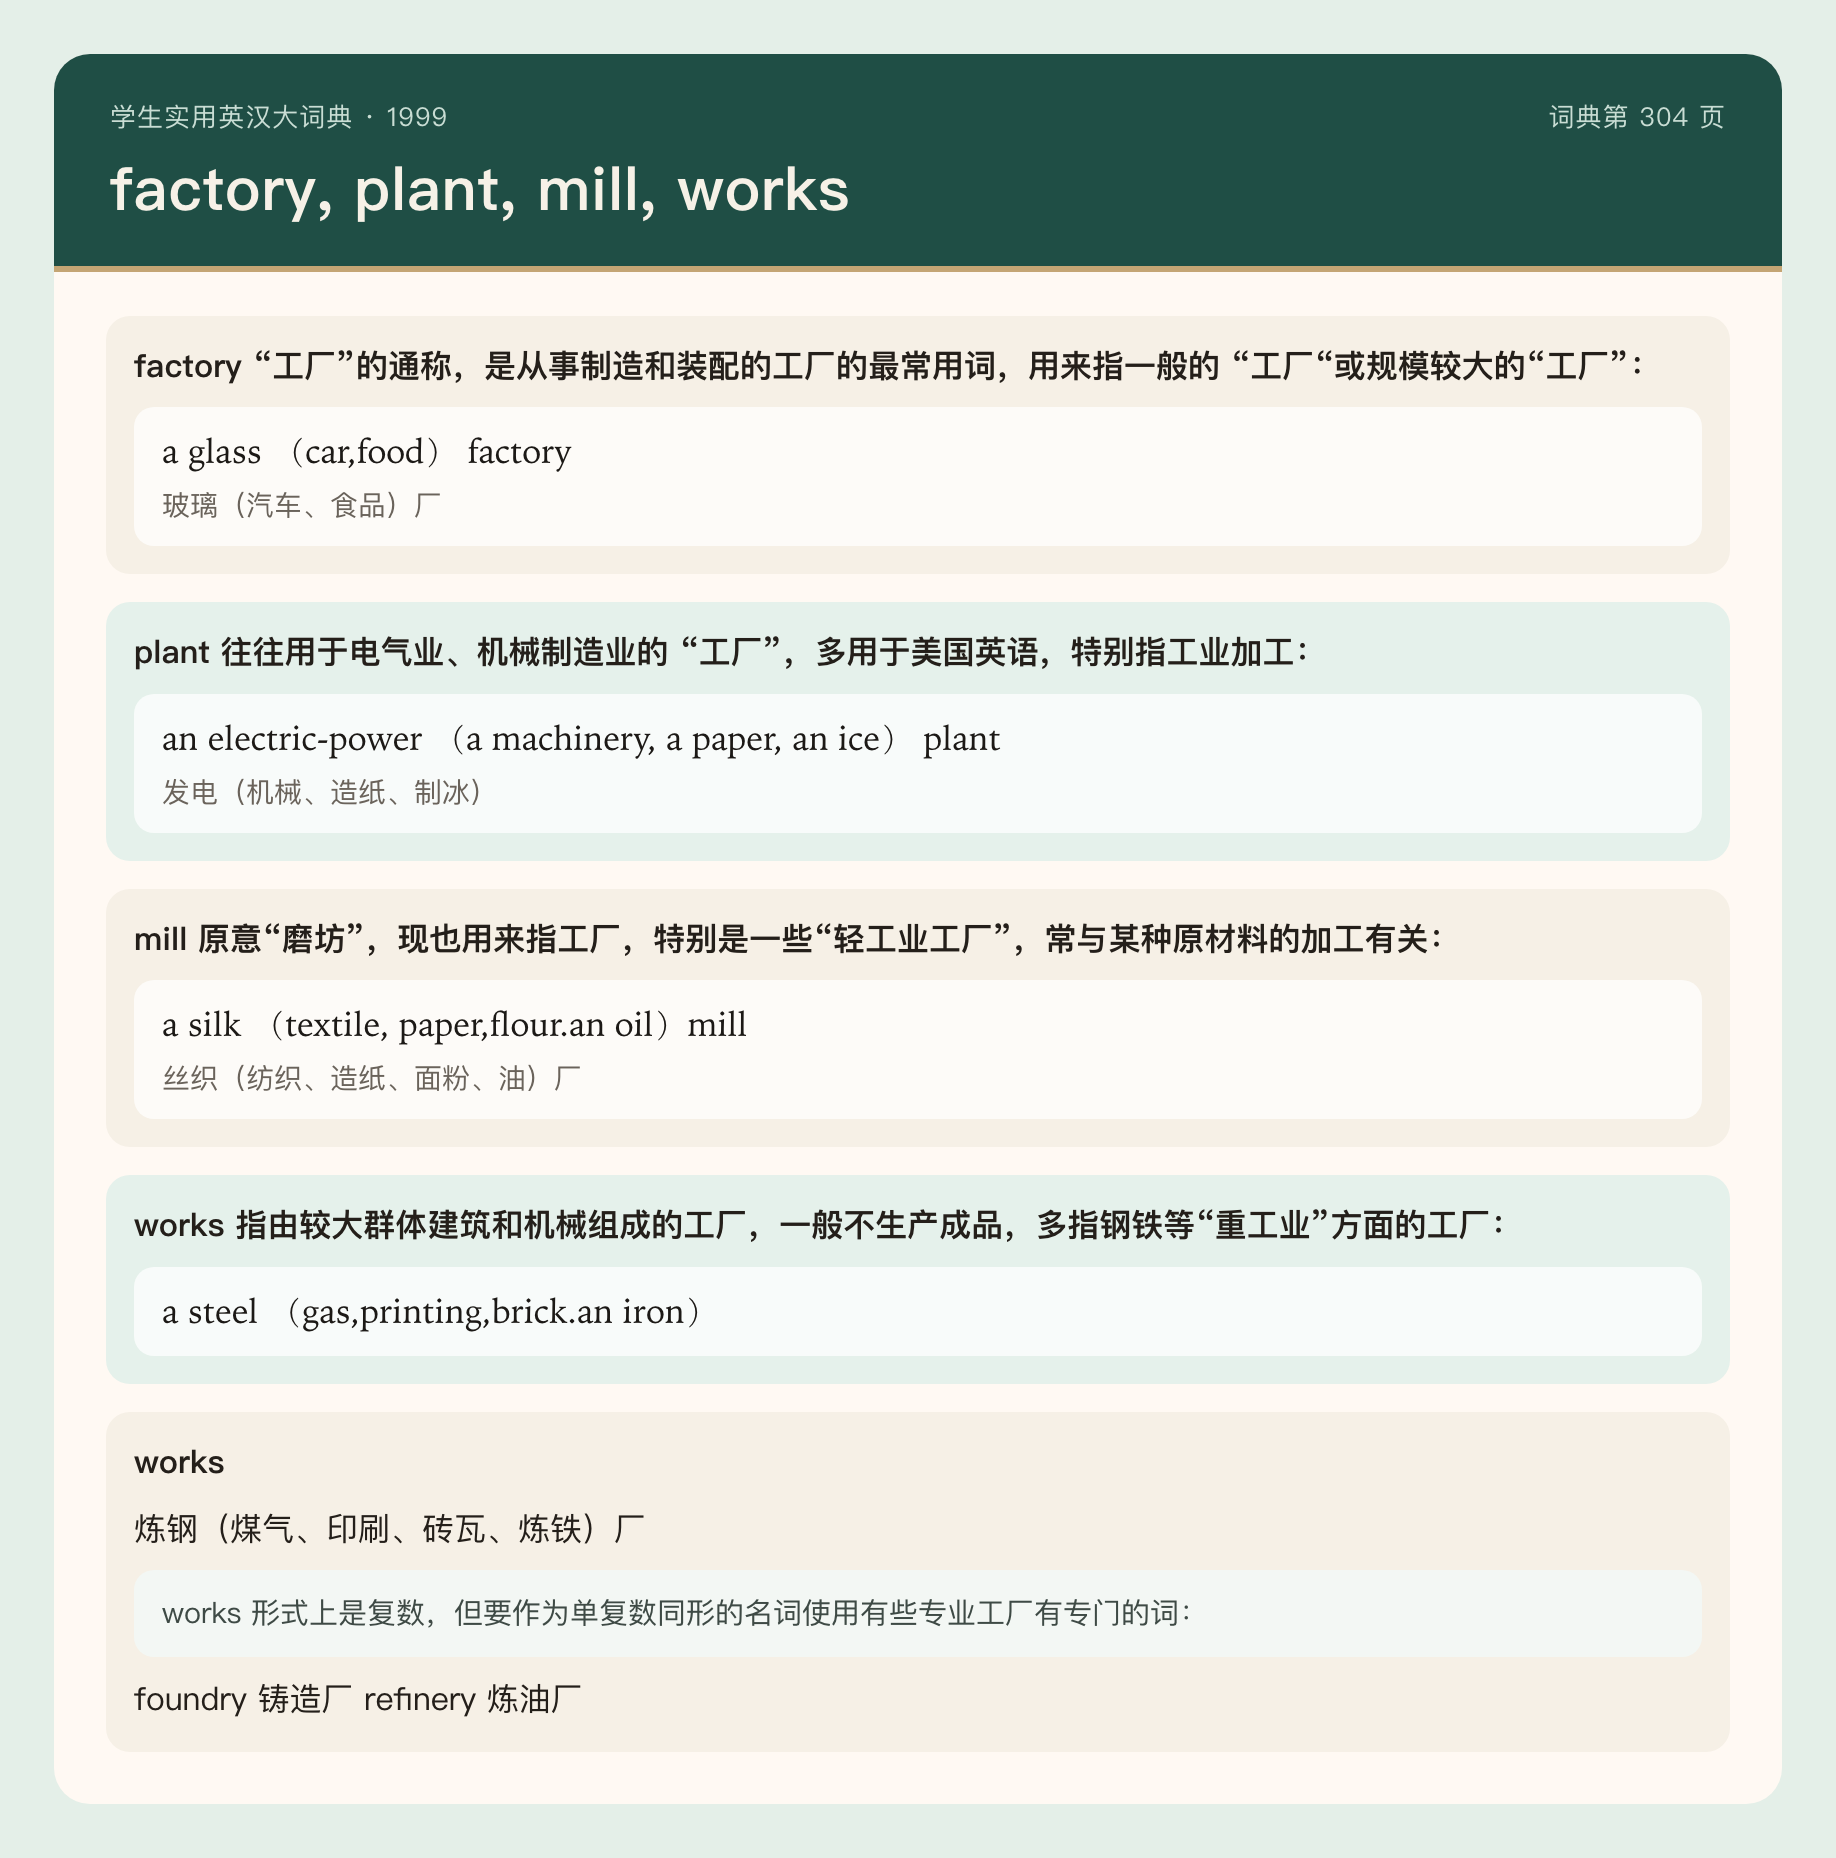 学生实用英汉大词典 · 1999
词典第 304 页
factory, plant, mill, works
factory “工厂”的通称，是从事制造和装配的工厂的最常用词，用来指一般的 “工厂“或规模较大的“工厂”：
a glass （car,food） factory
玻璃（汽车、食品）厂
plant 往往用于电气业、机械制造业的 “工厂”，多用于美国英语，特别指工业加工：
an electric-power （a machinery, a paper, an ice） plant
发电（机械、造纸、制冰）
mill 原意“磨坊”，现也用来指工厂，特别是一些“轻工业工厂”，常与某种原材料的加工有关：
a silk （textile, paper,flour.an oil）mill
丝织（纺织、造纸、面粉、油）厂
works 指由较大群体建筑和机械组成的工厂，一般不生产成品，多指钢铁等“重工业”方面的工厂：
a steel （gas,printing,brick.an iron）
works
炼钢（煤气、印刷、砖瓦、炼铁）厂
works 形式上是复数，但要作为单复数同形的名词使用有些专业工厂有专门的词：
foundry 铸造厂 refinery 炼油厂